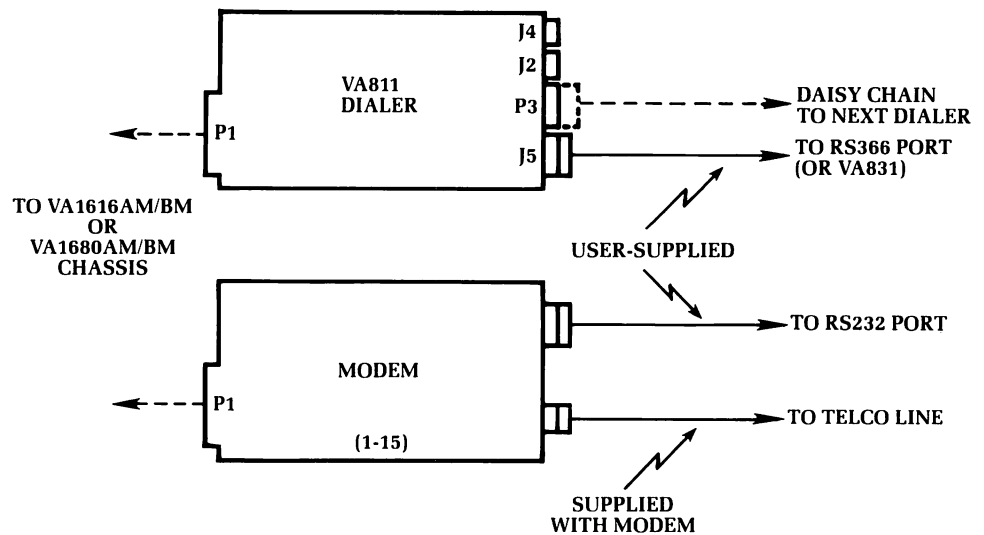 J4
J2
VA811
DIALER
P3
DAISY CHAIN
TO NEXT DIALER
P1
J5
TO RS366 PORT
(OR VA831)
TO VA1616AM/BM
OR
VA1680AM/BM
CHASSIS
USER-SUPPLIED
TO RS232 PORT
MODEM
P1
TO TELCO LINE
(1-15)
SUPPLIED
WITH MODEM